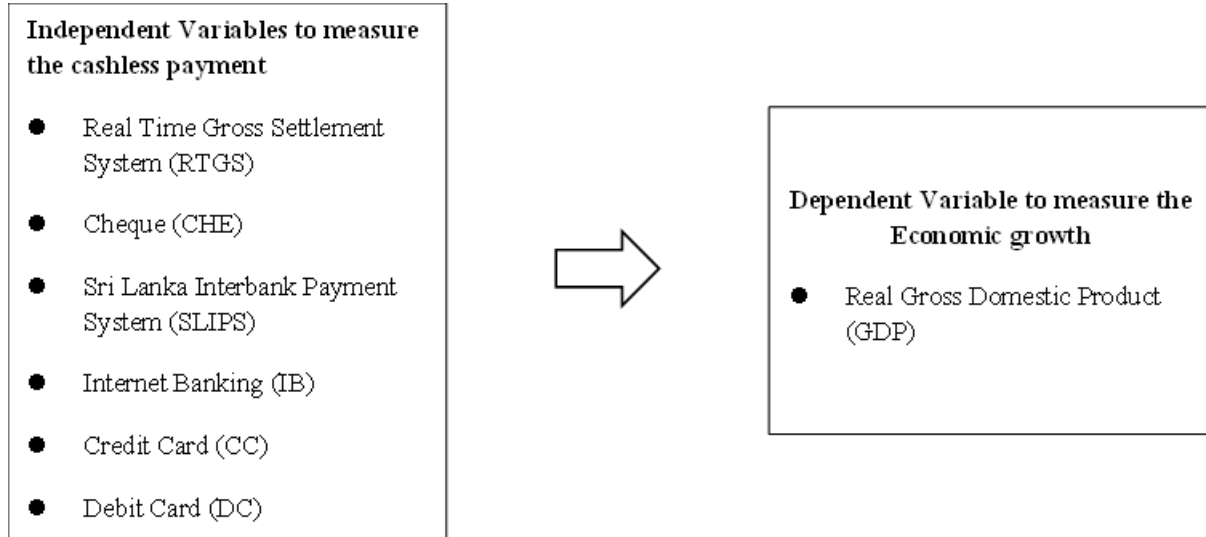 Independent Variables to measure
the cashless payment
● Real Time Gross Settlement
System (RTGS)
● Cheque (CHE)
● Sri Lanka Interbank Payment
System (SLIPS)
● Internet Banking (IB)
● Credit Card (CC)
● Debit Card (DC)
Dependent Variable to measure the
Economic growth
● Real Gross Domestic Product
(GDP)